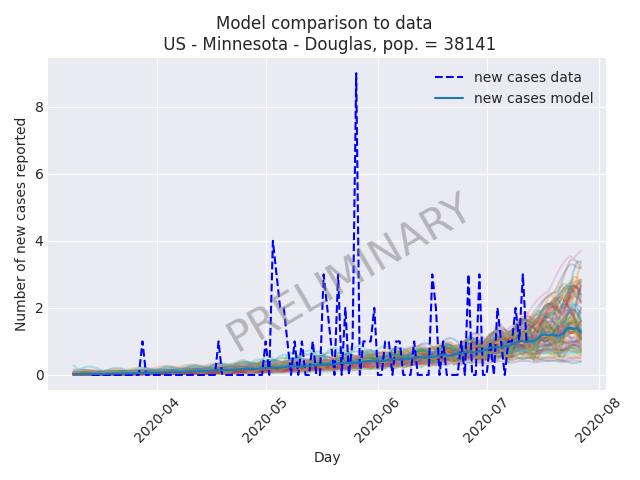 Model comparison to data
US - Minnesota - Douglas, pop. = 38141
new cases data
new cases model
Number of new cases reported
8
6
4
2
0
PRELIMINARY
2020-04
2020-05
2020-06
2020-07
2020-08
Day